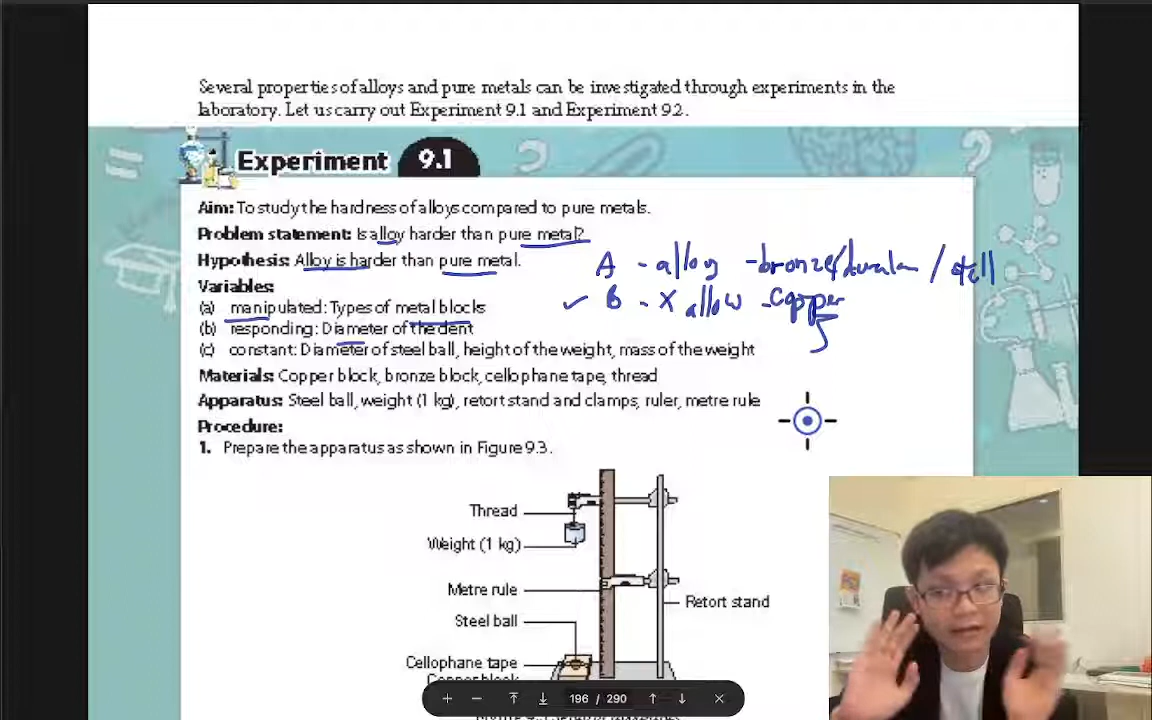 Several properties of alloys and pure metals can be investigated through experiments in the
laboratory. Let us carry out Experiment 9.1 and Experiment 9.2.
Experiment 9.1
Aim: To study the hardness of alloys compared to pure metals.
Problem statement: Is alloy harder than pure metal?
Hypothesis: Alloy is harder than pure metal.
A - alloy - bronze / / stell
Variables:
(a) manipulated: Types of metal blocks
B - X allow - copper
(b) responding: Diameter of the dent
(c) constant: Diameter of steel ball, height of the weight, mass of the weight
Materials: Copper block, bronze block, cellophane tape, thread
Apparatus: Steel ball, weight (1 kg), retort stand and clamps, ruler, metre rule
Procedure:
1. Prepare the apparatus as shown in Figure 9.3.
Thread
Weight (1 kg)
Metre rule
Retort stand
Steel ball
Cellophane tape
Copper block
196 / 290